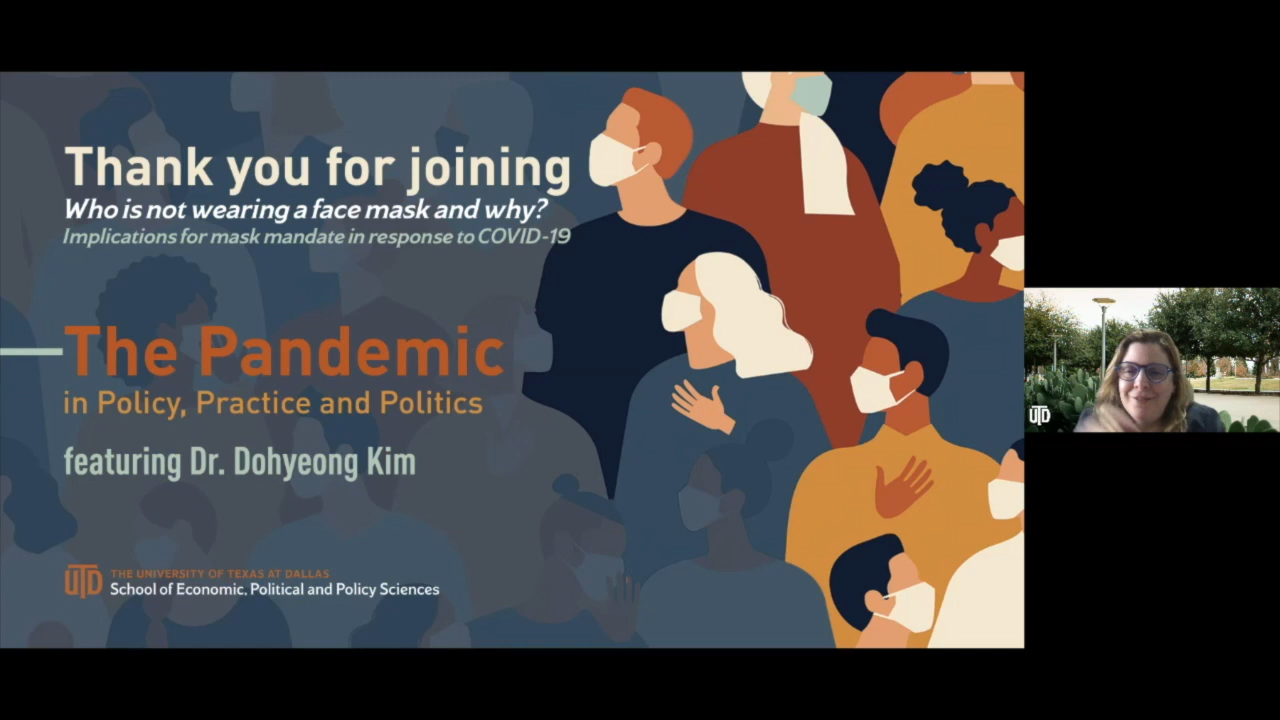 Thank you for joining
Who is not wearing a face mask and why?
Implications for mask mandate in response to COVID-19
The Pandemic
in Policy, Practice and Politics
featuring Dr. Dohyeong Kim
UTD
THE UNIVERSITY OF TEXAS AT DALLAS
School of Economic, Political and Policy Sciences
UTD